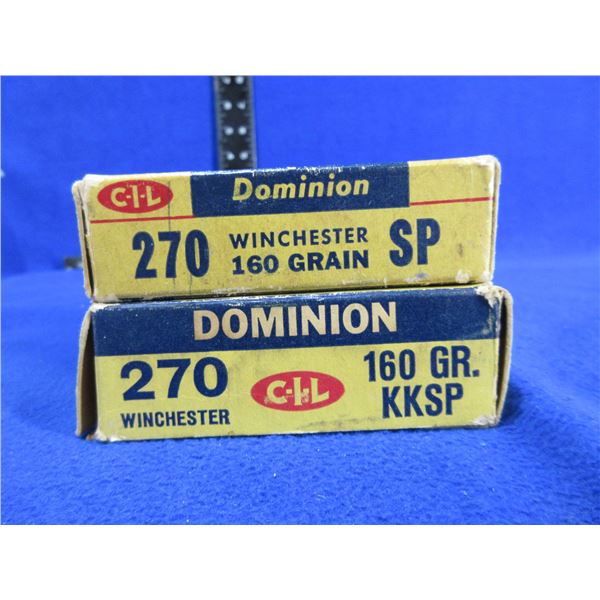 C-I-L Dominion
270 WINCHESTER SP
160 GRAIN
DOMINION
270 C-I-L 160 GR.
WINCHESTER KKSP